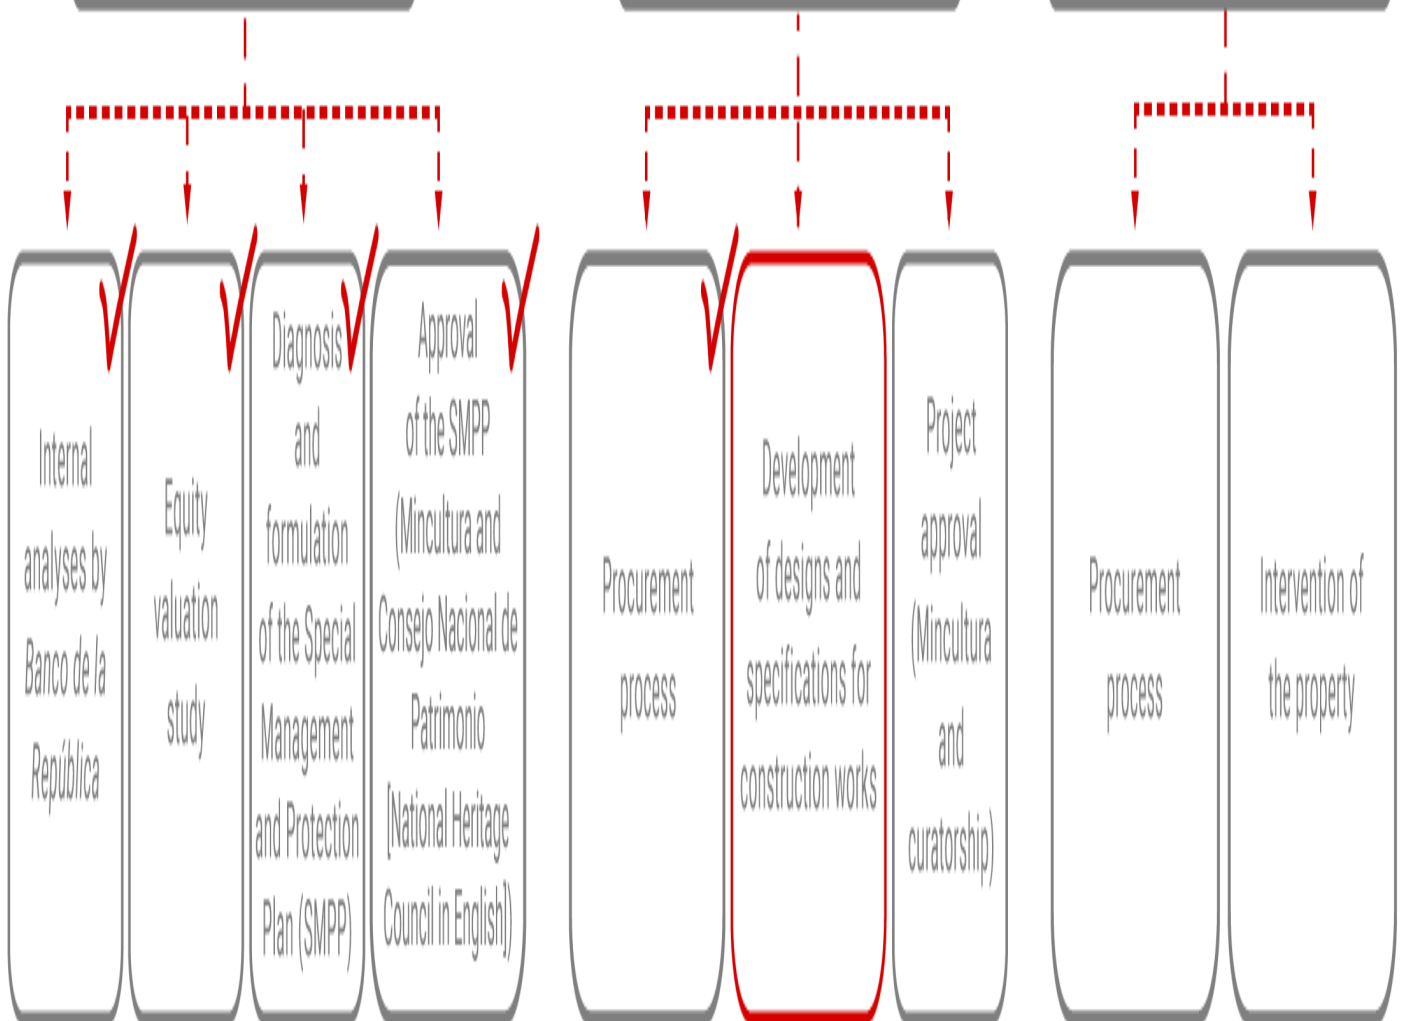 Internal
analyses by
Banco de la
República
Equity
valuation
study
Diagnosis
and
formulation
of the Special
Management
and Protection
Plan (SMPP)
Approval
of the SMPP
(Mincultura and
Consejo Nacional de
Patrimonio
[National Heritage
Council in English])
Procurement
process
Development
of designs and
specifications for
construction works
Project
approval
(Mincultura
and
curatorship)
Procurement
process
Intervention of
the property